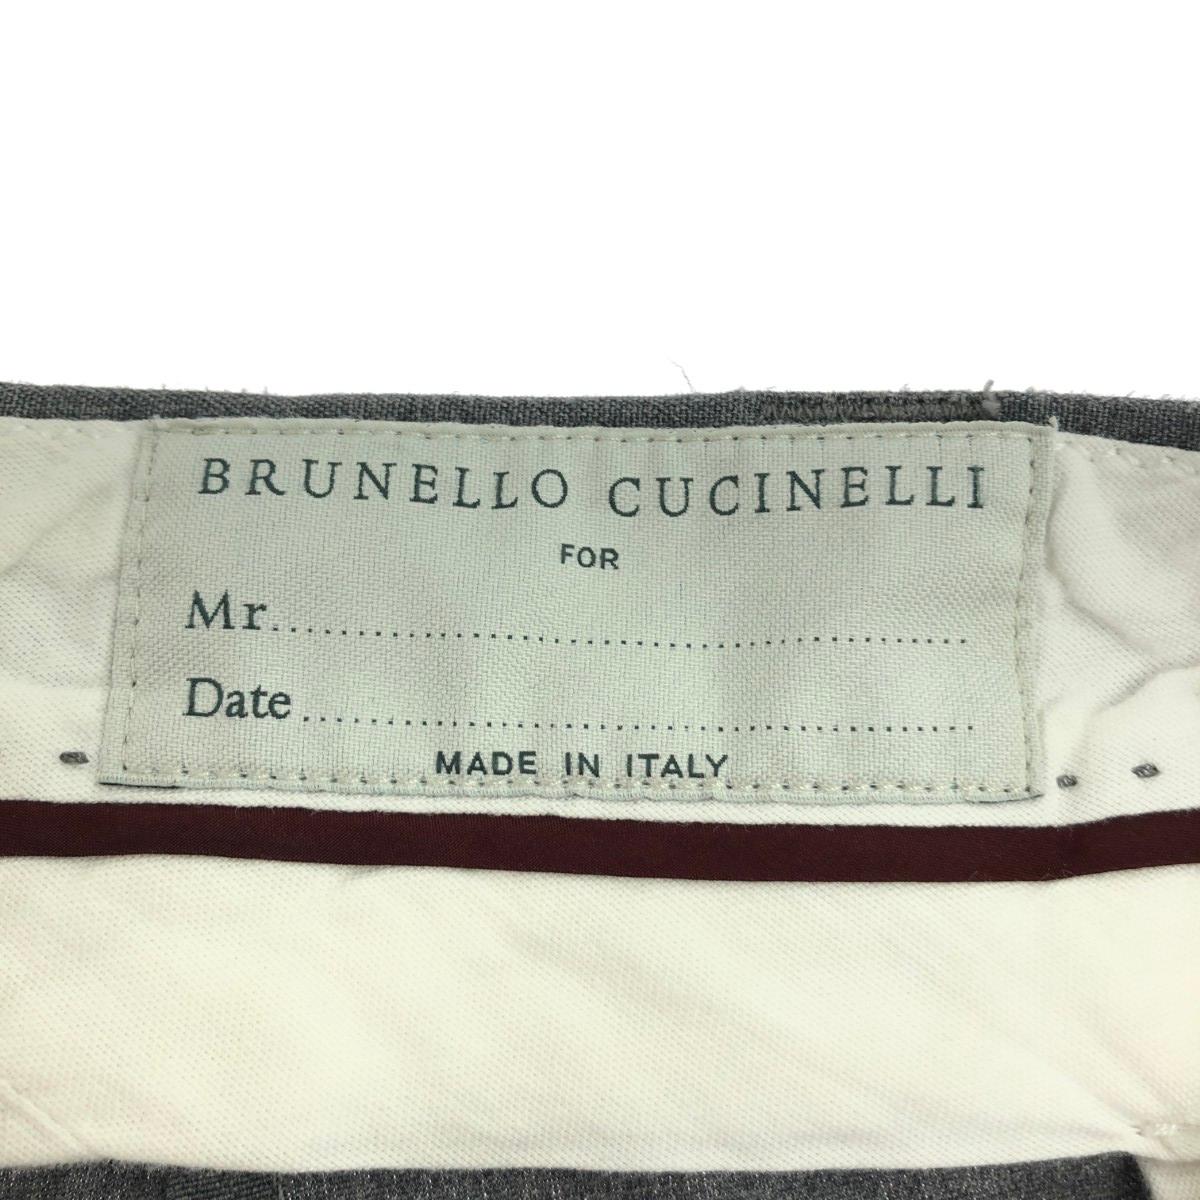 BRUNELLO CUCINELLI
FOR
Mr..................................................
Date................................................
MADE IN ITALY